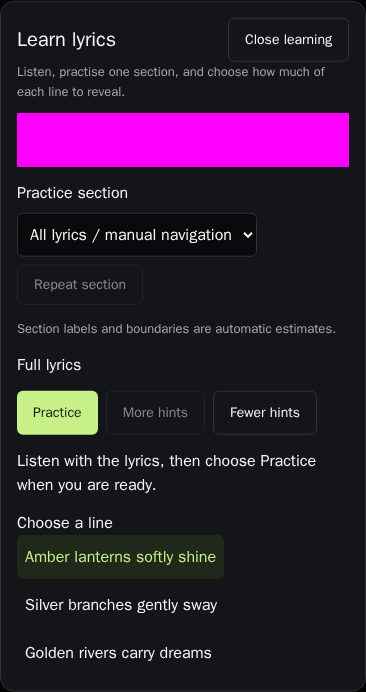 Learn lyrics
Close learning
Listen, practise one section, and choose how much of
each line to reveal.
Practice section
All lyrics / manual navigation
Repeat section
Section labels and boundaries are automatic estimates.
Full lyrics
Practice
More hints
Fewer hints
Listen with the lyrics, then choose Practice
when you are ready.
Choose a line
Amber lanterns softly shine
Silver branches gently sway
Golden rivers carry dreams